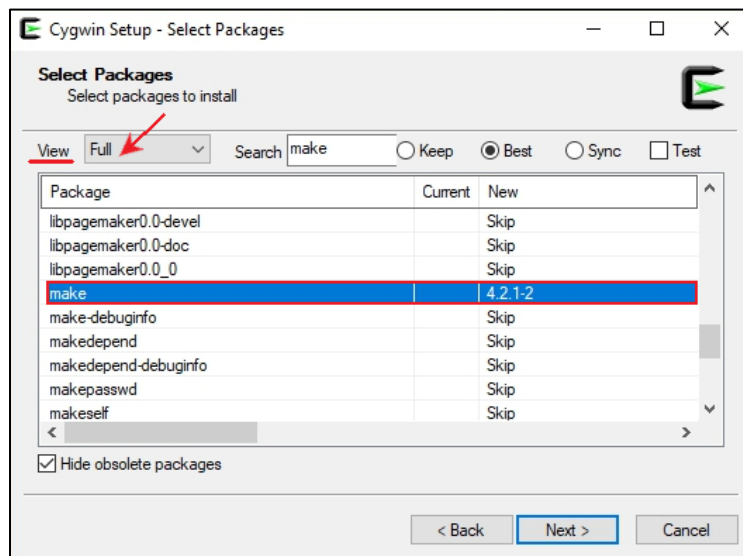 Cygwin Setup - Select Packages
Select Packages
Select packages to install
View Full Search make Keep Best Sync Test
Package Current New
libpagemaker0.0-devel Skip
libpagemaker0.0-doc Skip
libpagemaker0.0_0 Skip
make 4.2.1-2
make-debuginfo Skip
makedepend Skip
makedepend-debuginfo Skip
makepasswd Skip
makeself Skip
Hide obsolete packages
< Back Next > Cancel